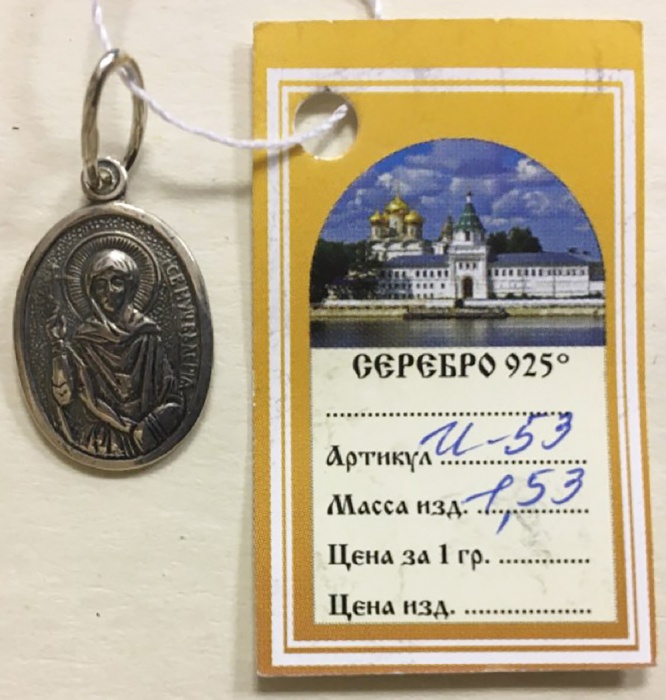 СЕРЕБРО 925°
Артикул И-53
Масса изд. 1,53
Цена за 1 гр.
Цена изд.